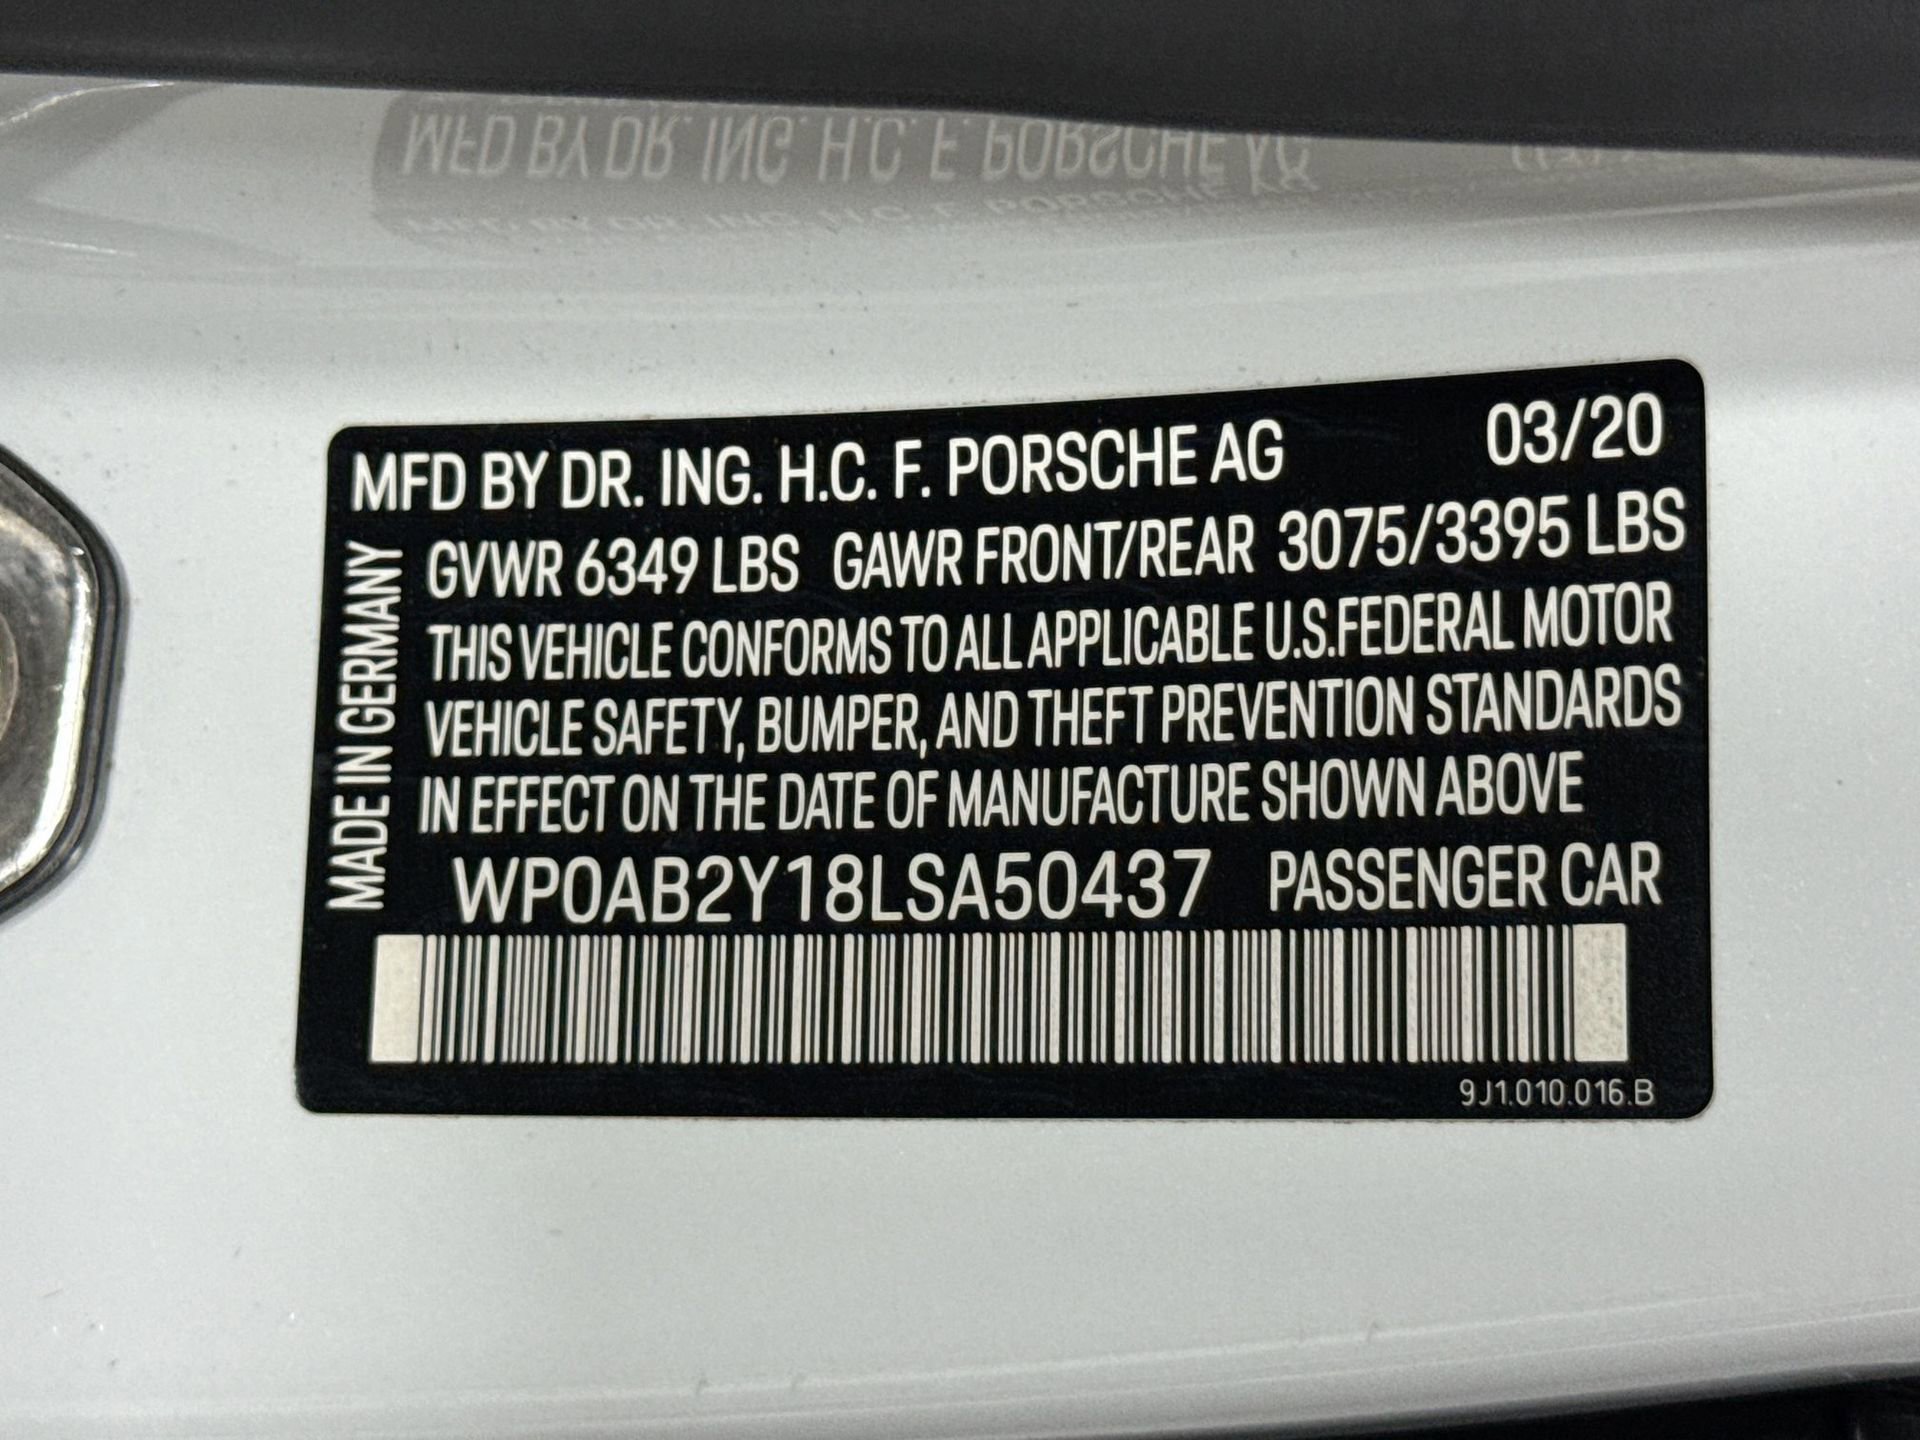 MFD BY DR. ING. H.C. F. PORSCHE AG 03/20
GVWR 6349 LBS GAWR FRONT/REAR 3075/3395 LBS
THIS VEHICLE CONFORMS TO ALL APPLICABLE U.S.FEDERAL MOTOR
VEHICLE SAFETY, BUMPER, AND THEFT PREVENTION STANDARDS
IN EFFECT ON THE DATE OF MANUFACTURE SHOWN ABOVE
WP0AB2Y18LSA50437 PASSENGER CAR
MADE IN GERMANY
9J1.010.016.B